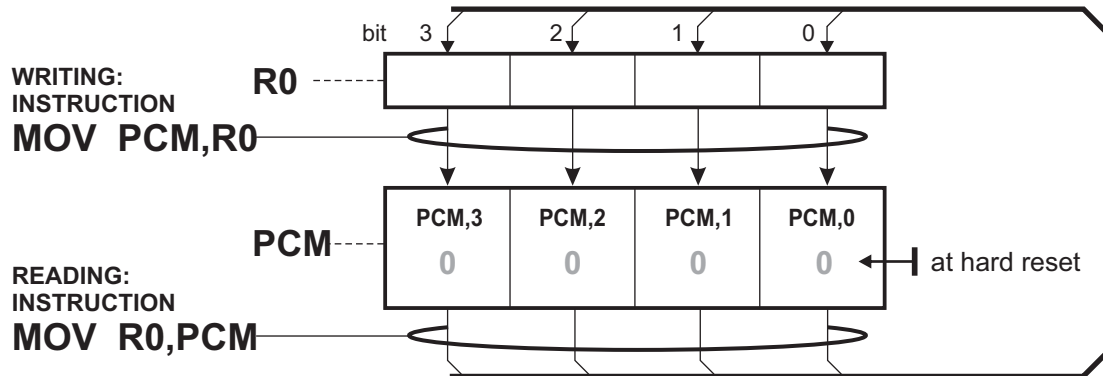 bit 3 2 1 0
WRITING:
INSTRUCTION
MOV PCM,R0
R0
PCM,3 PCM,2 PCM,1 PCM,0
PCM
0 0 0 0
at hard reset
READING:
INSTRUCTION
MOV R0,PCM